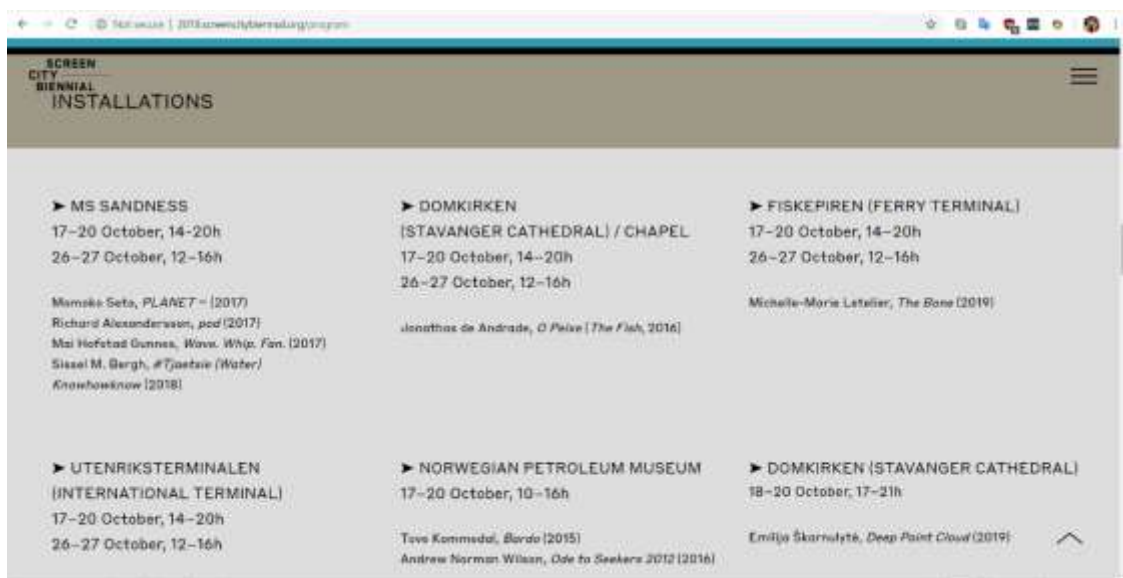 Not secure | 2019.screencitybiennial.org/program
SCREEN
CITY
BIENNIAL
INSTALLATIONS
➤ MS SANDNESS
17–20 October, 14-20h
26–27 October, 12–16h
Momoko Seto, PLANET ∞ (2017)
Richard Alexandersson, pod (2017)
Mai Hofstad Gunnes, Wave. Whip. Fan. (2017)
Sissel M. Bergh, #Tjaetsie (Water)
Knowhowknow (2018)
➤ DOMKIRKEN
(STAVANGER CATHEDRAL) / CHAPEL
17–20 October, 14–20h
26–27 October, 12–16h
Jonathas de Andrade, O Peixe (The Fish, 2016)
➤ FISKEPIREN (FERRY TERMINAL)
17–20 October, 14–20h
26–27 October, 12–16h
Michelle-Marie Letelier, The Bone (2019)
➤ UTENRIKSTERMINALEN
(INTERNATIONAL TERMINAL)
17–20 October, 14–20h
26–27 October, 12–16h
➤ NORWEGIAN PETROLEUM MUSEUM
17–20 October, 10–16h
Tove Kommedal, Bardo (2015)
Andrew Norman Wilson, Ode to Seekers 2012 (2016)
➤ DOMKIRKEN (STAVANGER CATHEDRAL)
18–20 October, 17–21h
Emilija Škarnulytė, Deep Point Cloud (2019)